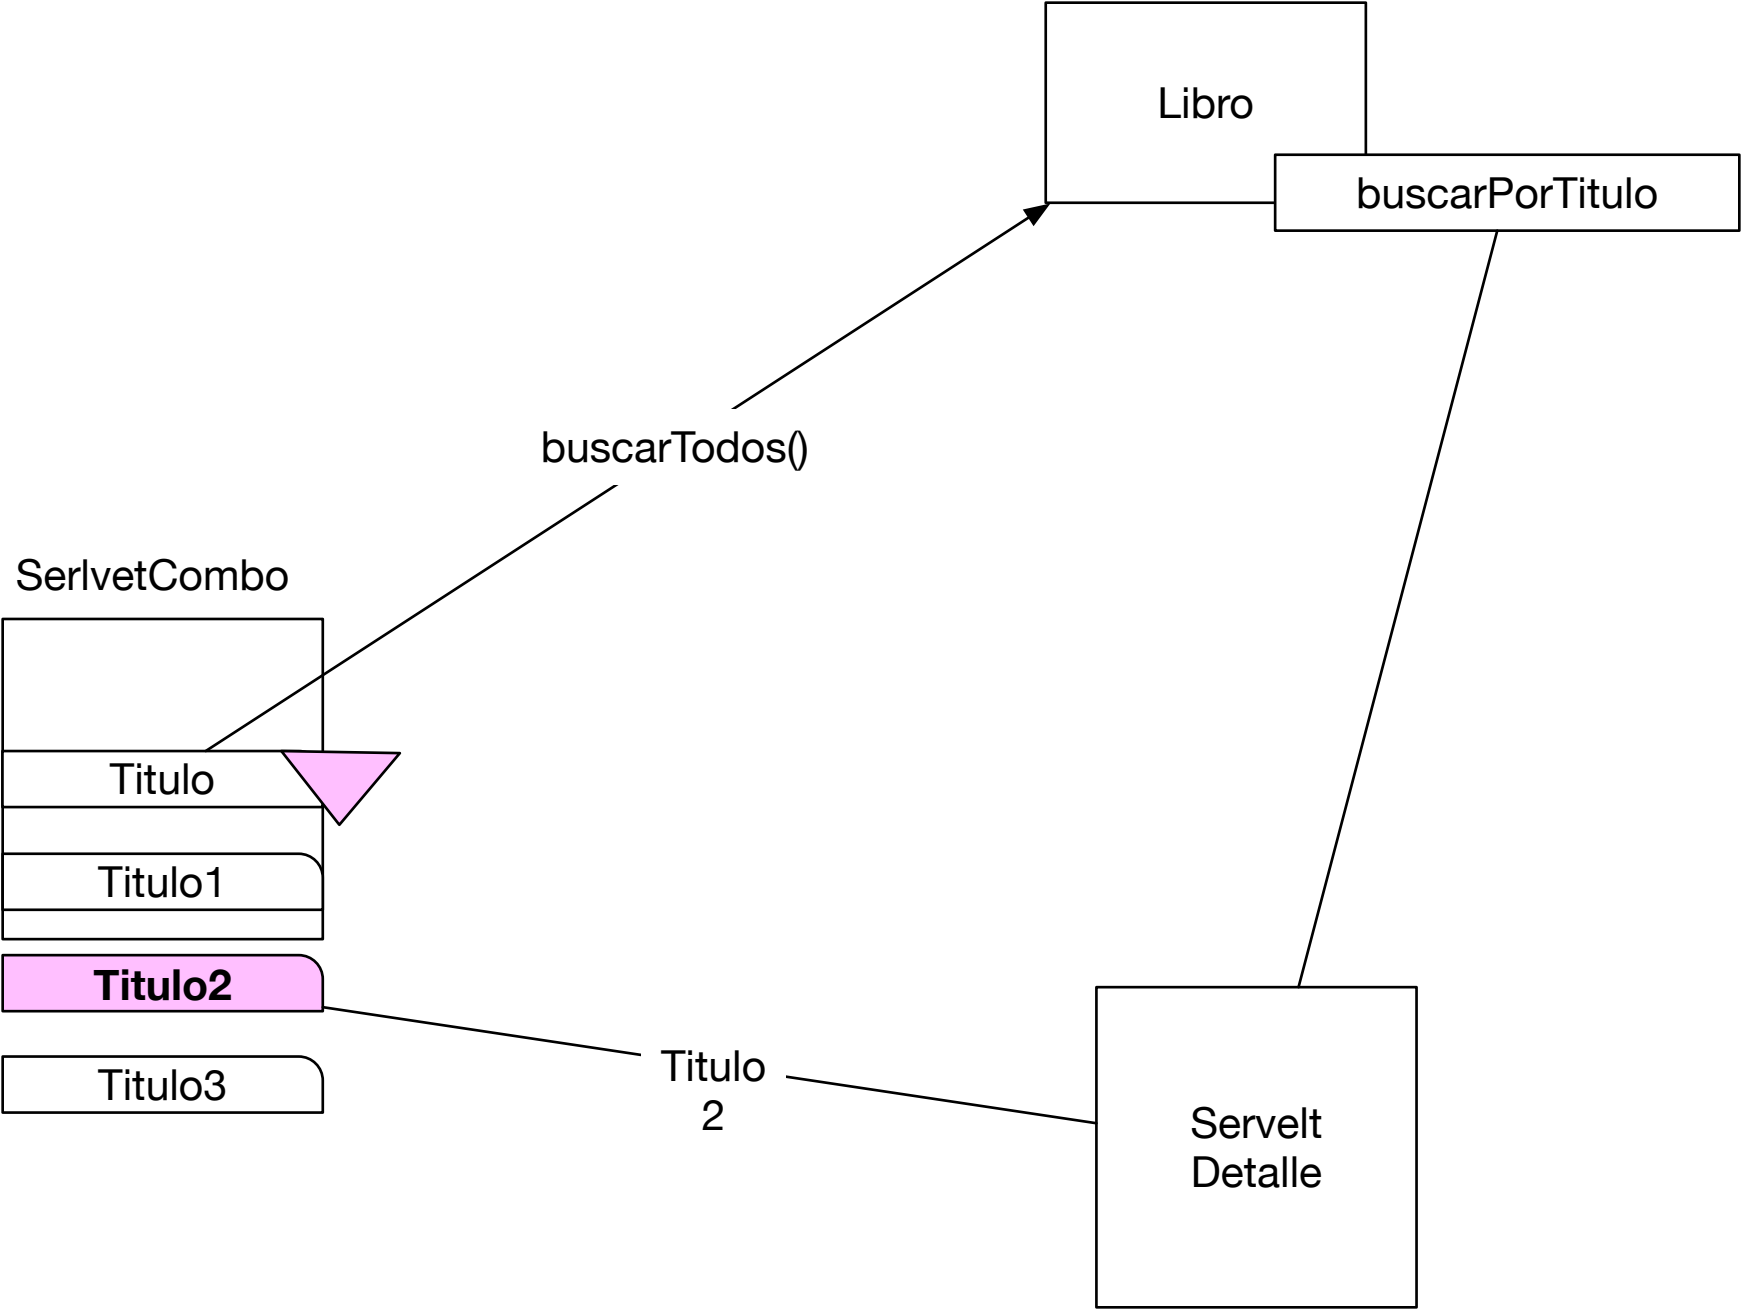 Libro
buscarPorTitulo
buscarTodos()
SerlvetCombo
Titulo
Titulo1
Titulo2
Titulo3
Titulo
2
Servelt
Detalle